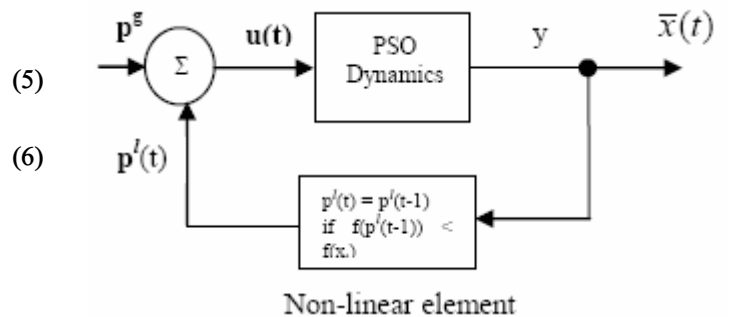 p^g
u(t)
y
x̄(t)
Σ
PSO
Dynamics
(5)
(6)
p^l(t)
p^l(t) = p^l(t-1)
if f(p^l(t-1)) <
f(x.)
Non-linear element